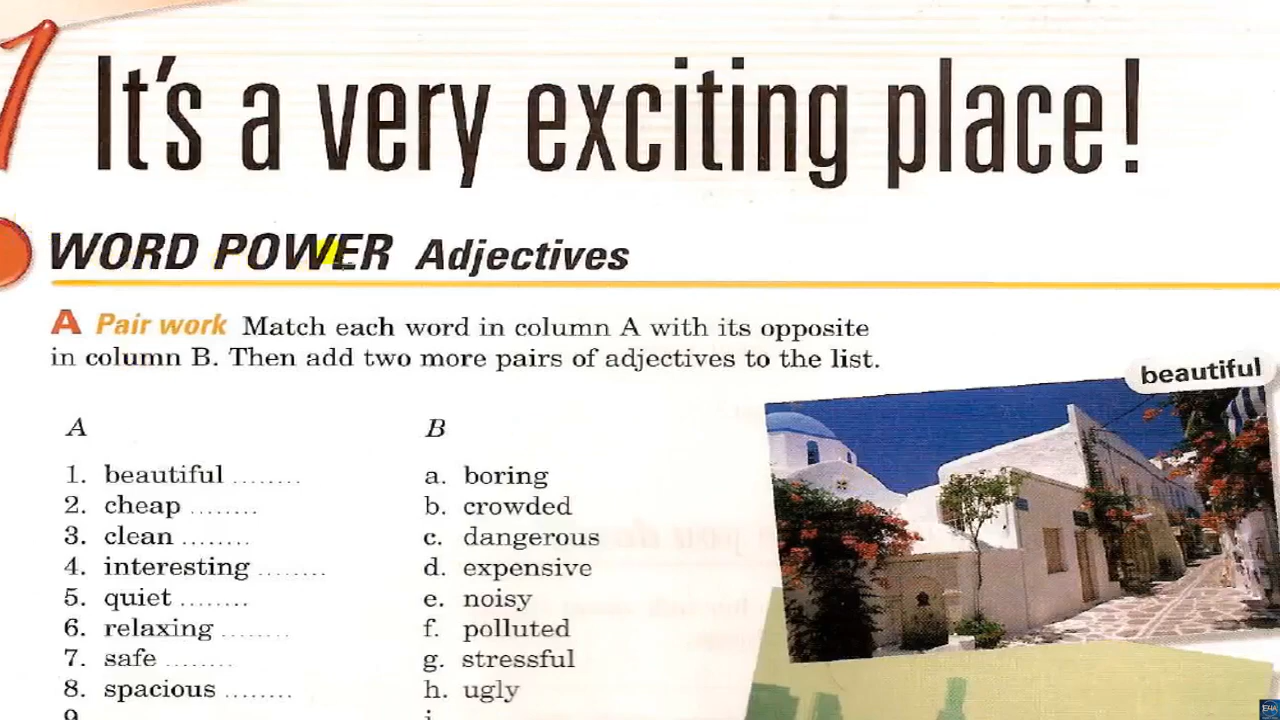 1
It's a very exciting place!
WORD POWER Adjectives
A Pair work Match each word in column A with its opposite
in column B. Then add two more pairs of adjectives to the list.
beautiful
A
B
1. beautiful ........
a. boring
2. cheap ........
b. crowded
3. clean ........
c. dangerous
4. interesting ........
d. expensive
5. quiet ........
e. noisy
6. relaxing ........
f. polluted
7. safe ........
g. stressful
8. spacious ........
h. ugly